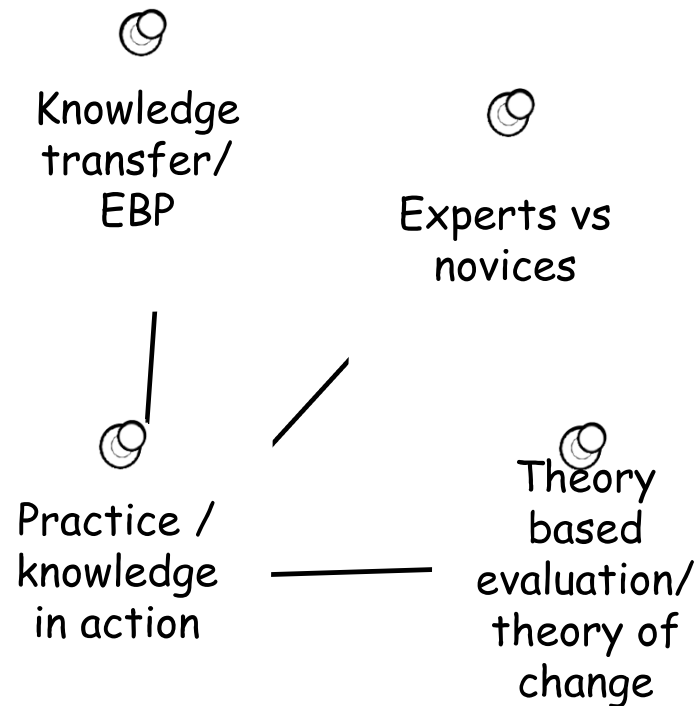 Knowledge
transfer/
EBP
Experts vs
novices
Practice /
knowledge
in action
Theory
based
evaluation/
theory of
change